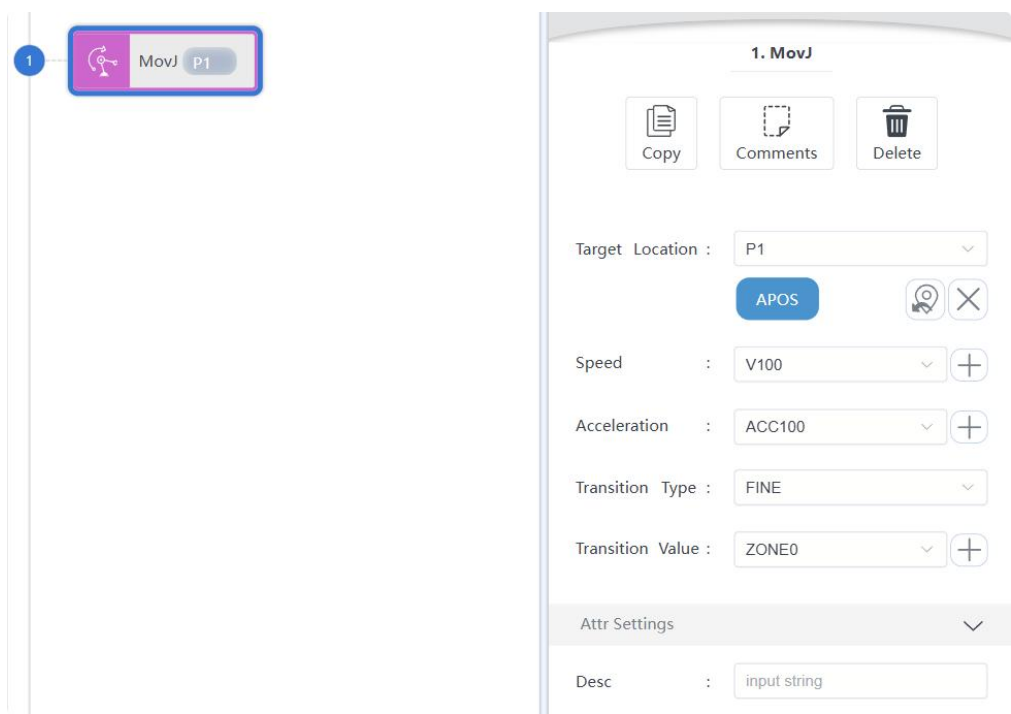 1 MovJ P1
1. MovJ
Copy Comments Delete
Target Location : P1
APOS
Speed : V100
Acceleration : ACC100
Transition Type : FINE
Transition Value : ZONE0
Attr Settings
Desc : input string